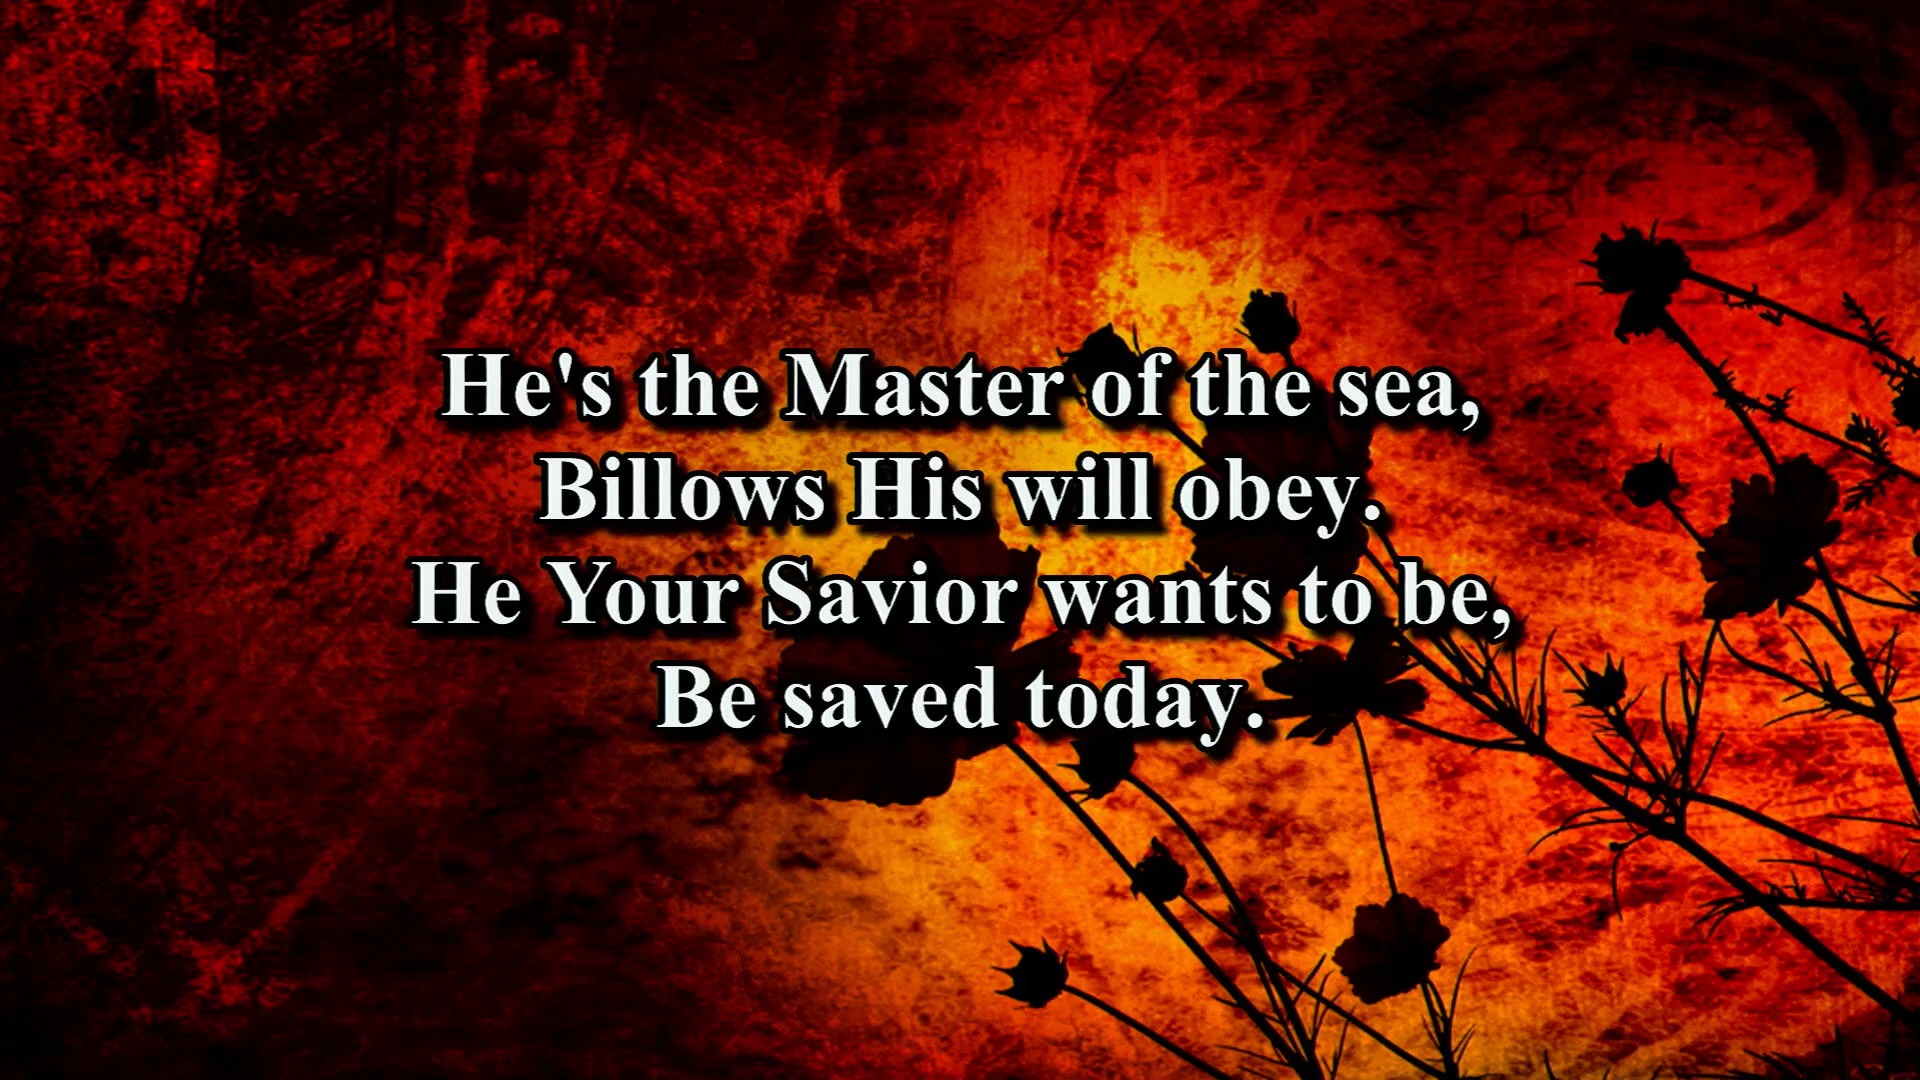 He's the Master of the sea,
Billows His will obey.
He Your Savior wants to be,
Be saved today.